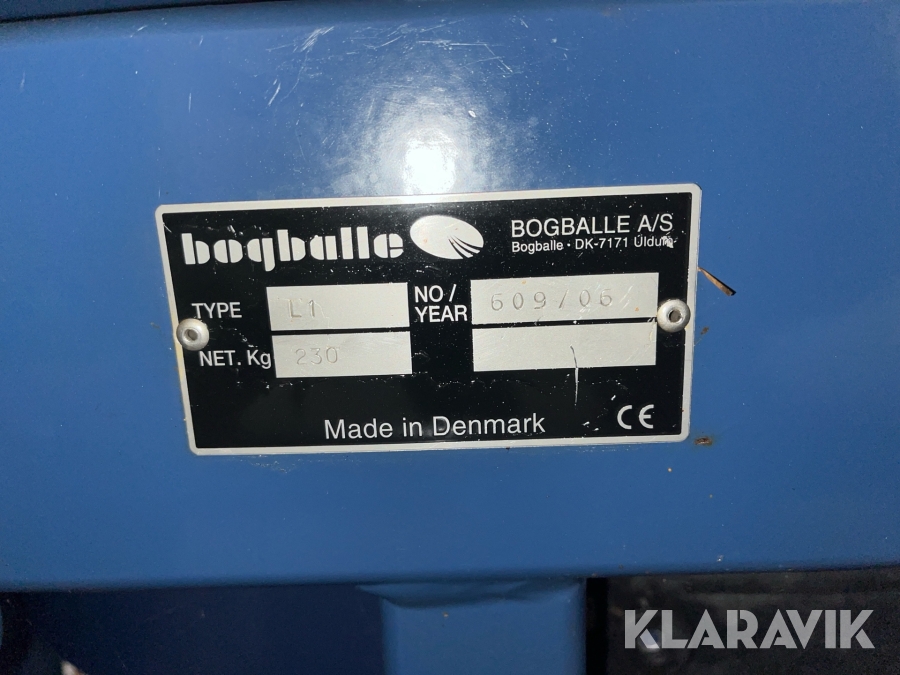 bogballe
BOGBALLE A/S
Bogballe · DK-7171 Uldum
TYPE L1
NO / YEAR 609/06
NET. Kg 230
Made in Denmark
CE
KLARAVIK